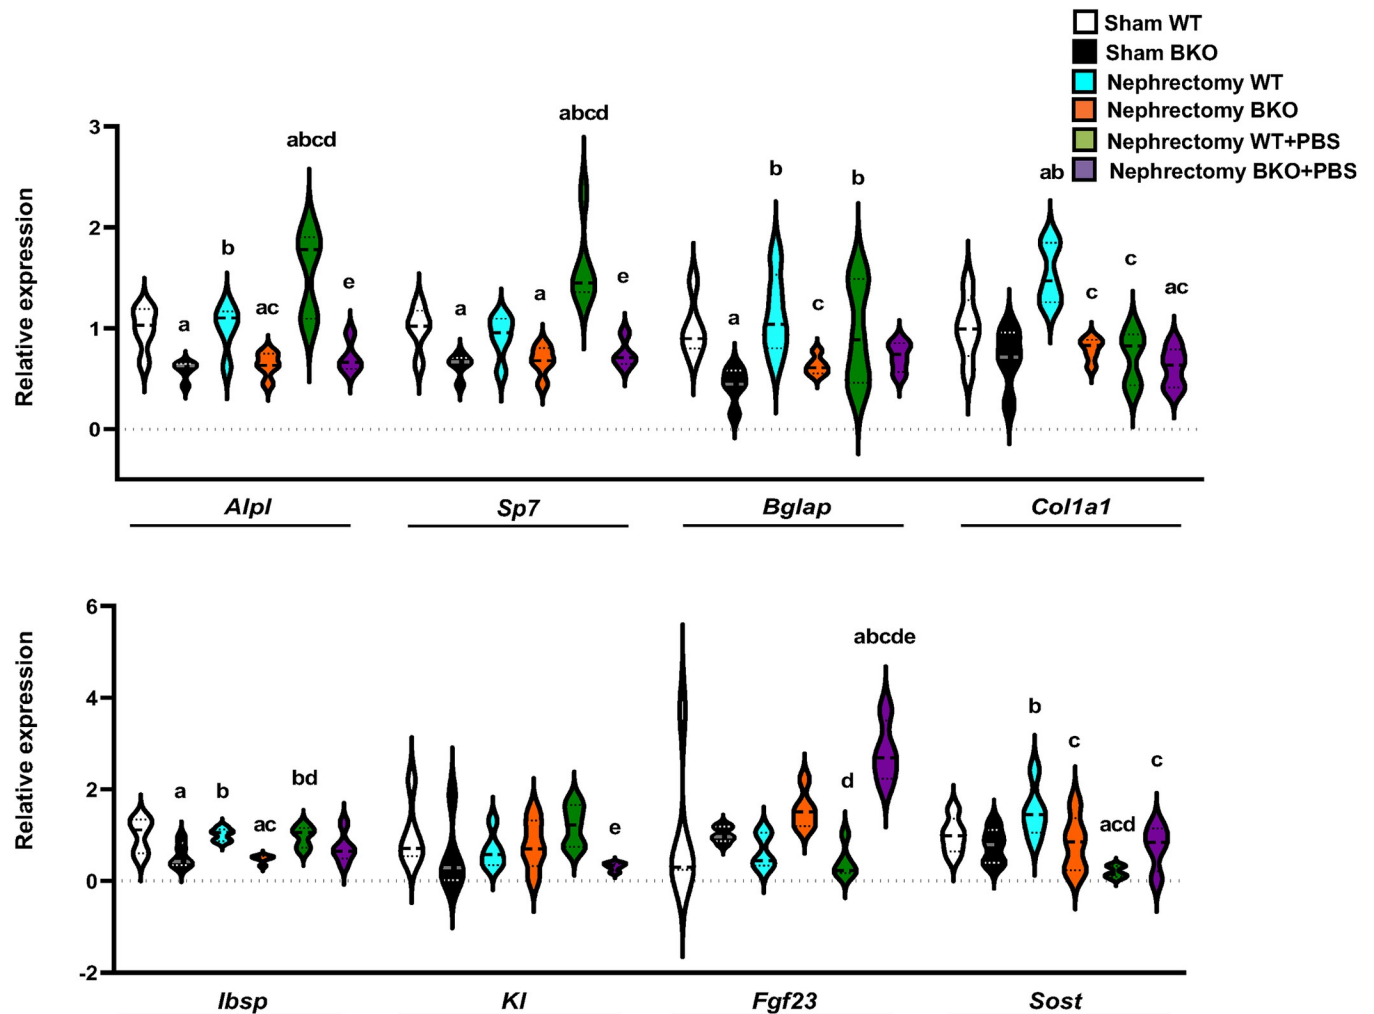 Sham WT
Sham BKO
Nephrectomy WT
Nephrectomy BKO
Nephrectomy WT+PBS
Nephrectomy BKO+PBS
Relative expression
3
2
1
0
a
b
ac
abcd
e
a
a
abcd
e
a
b
c
b
ab
c
c
ac
Alpl
Sp7
Bglap
Col1a1
Relative expression
6
4
2
0
-2
a
b
ac
bd
e
d
abcde
b
c
acd
c
Ibsp
Kl
Fgf23
Sost